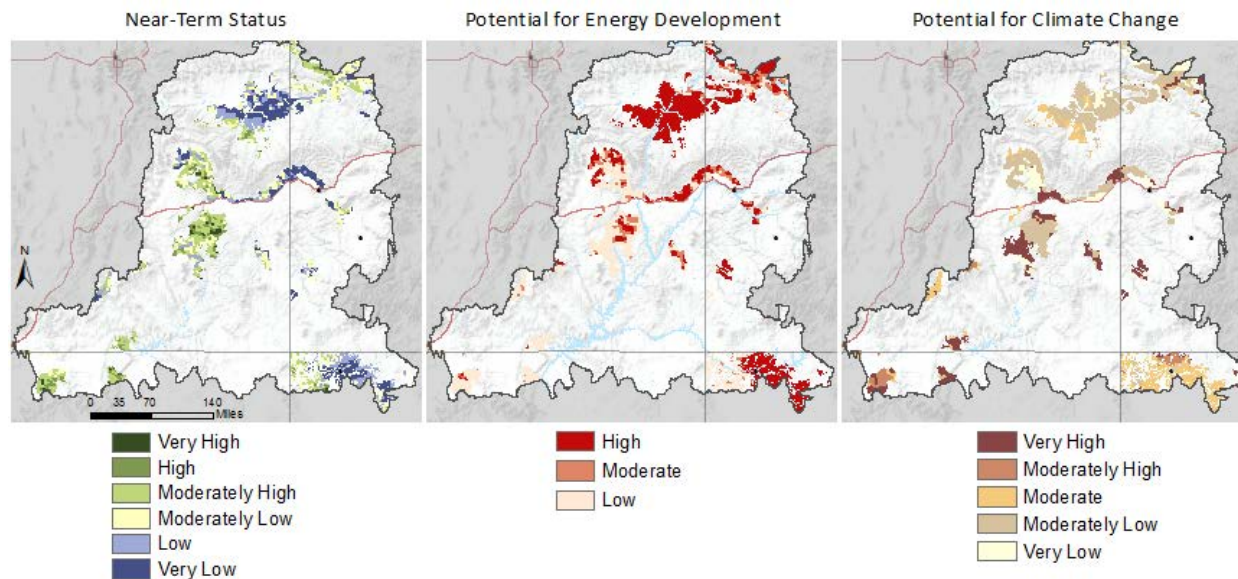 Near-Term Status
Potential for Energy Development
Potential for Climate Change
N
0 35 70 140
Miles
Very High
High
Moderately High
Moderately Low
Low
Very Low
High
Moderate
Low
Very High
Moderately High
Moderate
Moderately Low
Very Low